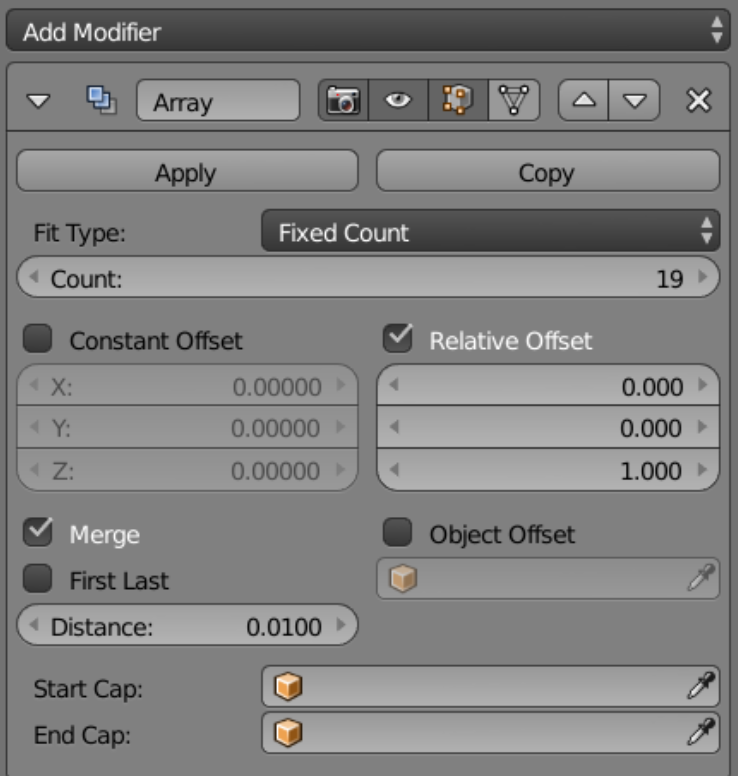 Add Modifier
Array
Apply Copy
Fit Type: Fixed Count
Count: 19
Constant Offset Relative Offset
X: 0.00000 0.000
Y: 0.00000 0.000
Z: 0.00000 1.000
Merge Object Offset
First Last
Distance: 0.0100
Start Cap:
End Cap: